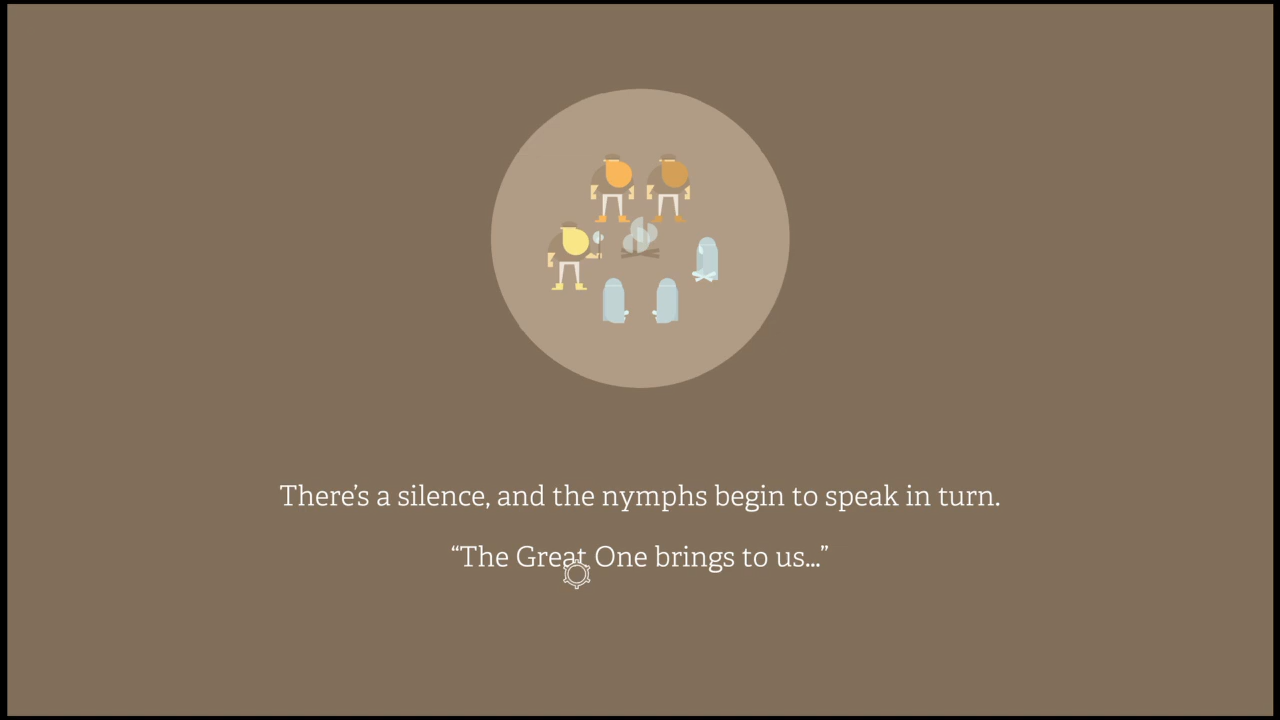 There’s a silence, and the nymphs begin to speak in turn.
“The Great One brings to us...”